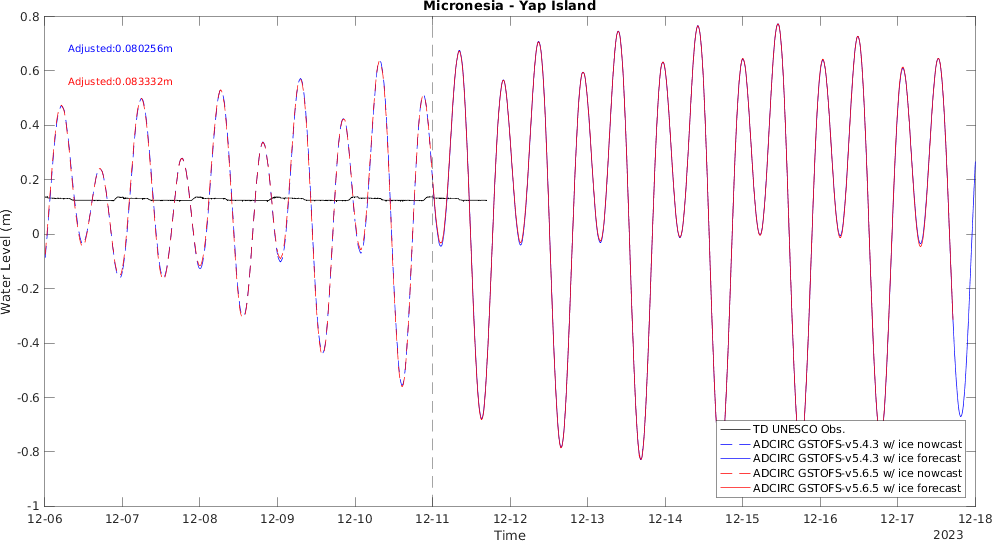 Micronesia - Yap Island
Adjusted:0.080256m
Adjusted:0.083332m
0.8
0.6
0.4
0.2
0
-0.2
-0.4
-0.6
-0.8
-1
Water Level (m)
TD UNESCO Obs.
ADCIRC GSTOFS-v5.4.3 w/ ice nowcast
ADCIRC GSTOFS-v5.4.3 w/ ice forecast
ADCIRC GSTOFS-v5.6.5 w/ ice nowcast
ADCIRC GSTOFS-v5.6.5 w/ ice forecast
12-06 12-07 12-08 12-09 12-10 12-11 12-12 12-13 12-14 12-15 12-16 12-17 12-18
Time
2023